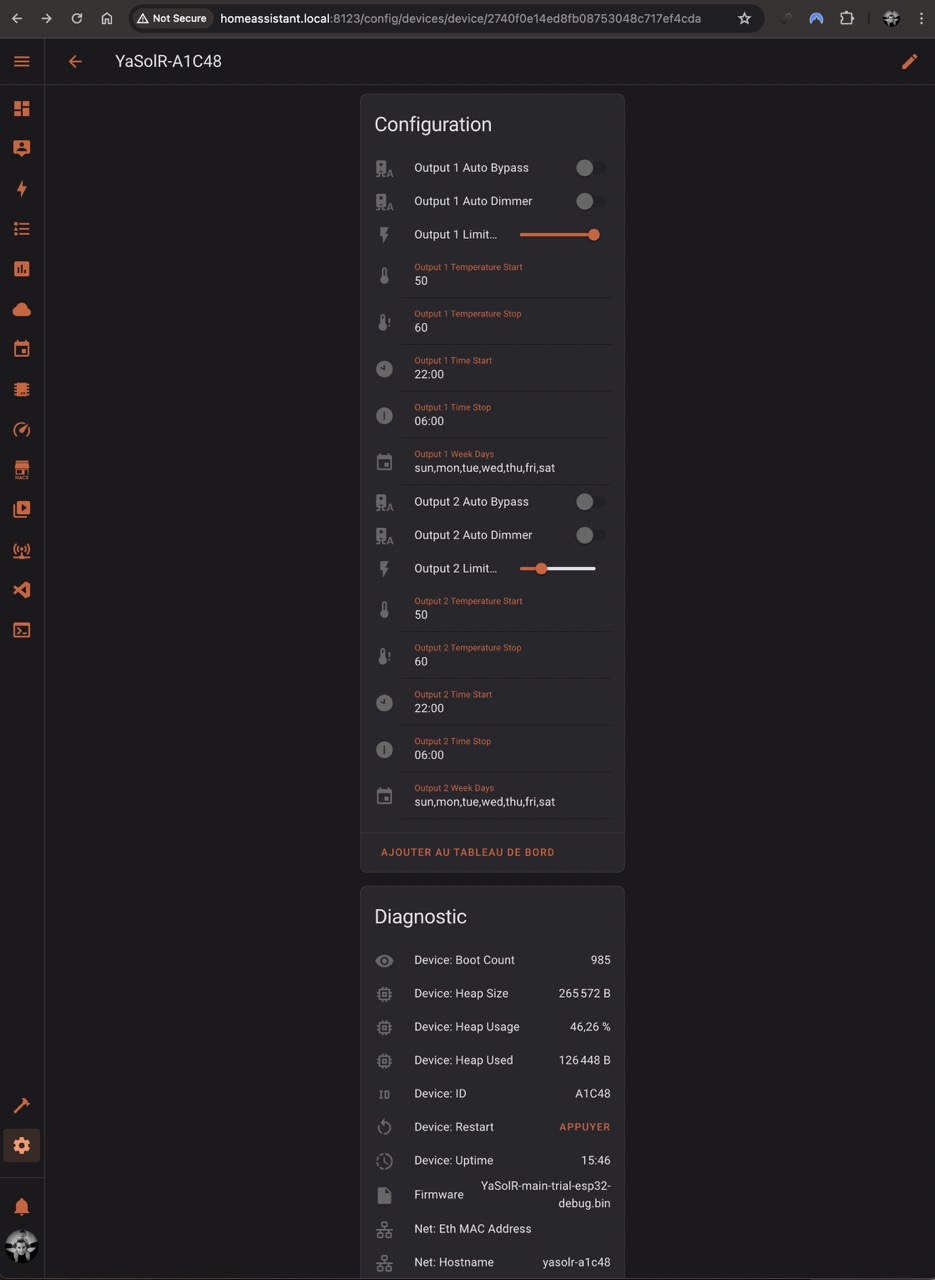 Not Secure homeassistant.local:8123/config/devices/device/2740f0e14ed8fb08753048c717ef4cda
YaSolR-A1C48
Configuration
Output 1 Auto Bypass
Output 1 Auto Dimmer
Output 1 Limit...
Output 1 Temperature Start
50
Output 1 Temperature Stop
60
Output 1 Time Start
22:00
Output 1 Time Stop
06:00
Output 1 Week Days
sun,mon,tue,wed,thu,fri,sat
Output 2 Auto Bypass
Output 2 Auto Dimmer
Output 2 Limit...
Output 2 Temperature Start
50
Output 2 Temperature Stop
60
Output 2 Time Start
22:00
Output 2 Time Stop
06:00
Output 2 Week Days
sun,mon,tue,wed,thu,fri,sat
AJOUTER AU TABLEAU DE BORD
HACS
Diagnostic
Device: Boot Count 985
Device: Heap Size 265 572 B
Device: Heap Usage 46,26 %
Device: Heap Used 126 448 B
ID Device: ID A1C48
Device: Restart APPUYER
Device: Uptime 15:46
Firmware YaSolR-main-trial-esp32-
debug.bin
Net: Eth MAC Address
Net: Hostname yasolr-a1c48